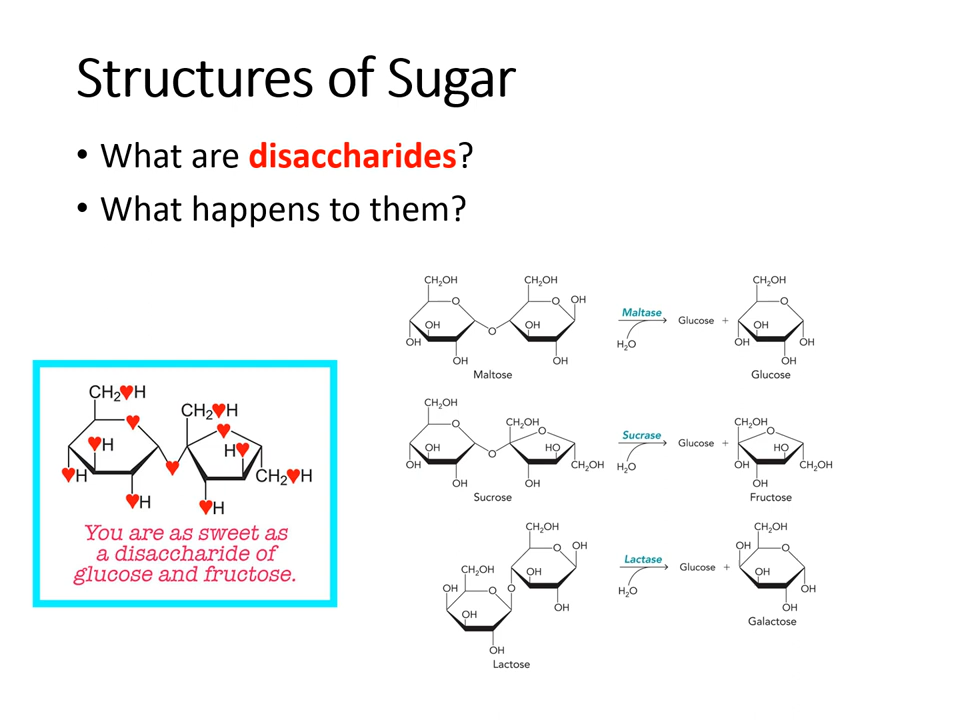 Structures of Sugar
• What are disaccharides?
• What happens to them?
CH₂OH CH₂OH
O O OH
OH OH
OH O
OH OH
Maltose
Maltase
H₂O
Glucose +
CH₂OH
O
OH
OH OH
OH
Glucose
CH₂OH
O CH₂OH
O
OH HO
OH O CH₂OH
OH OH
Sucrose
Sucrase
H₂O
Glucose +
CH₂OH
O
HO
OH CH₂OH
OH
Fructose
CH₂OH
O OH
CH₂OH OH
OH O O
OH OH
OH
Lactose
Lactase
H₂O
Glucose +
CH₂OH
OH O
OH
OH
OH
Galactose
CH₂♥H
♥ CH₂♥H
♥H ♥
H♥
♥H ♥ CH₂♥H
♥H ♥H
You are as sweet as
a disaccharide of
glucose and fructose.